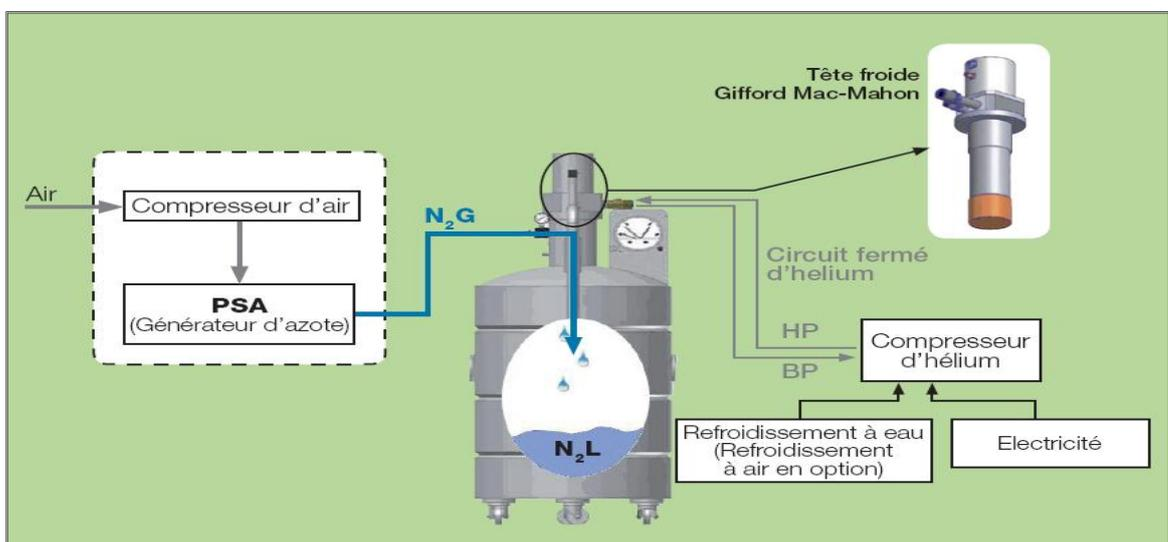 Tête froide
Gifford Mac-Mahon
Air
Compresseur d'air
N₂G
PSA
(Générateur d'azote)
Circuit fermé
d'helium
HP
BP
Compresseur
d'hélium
N₂L
Refroidissement à eau
(Refroidissement
à air en option)
Electricité